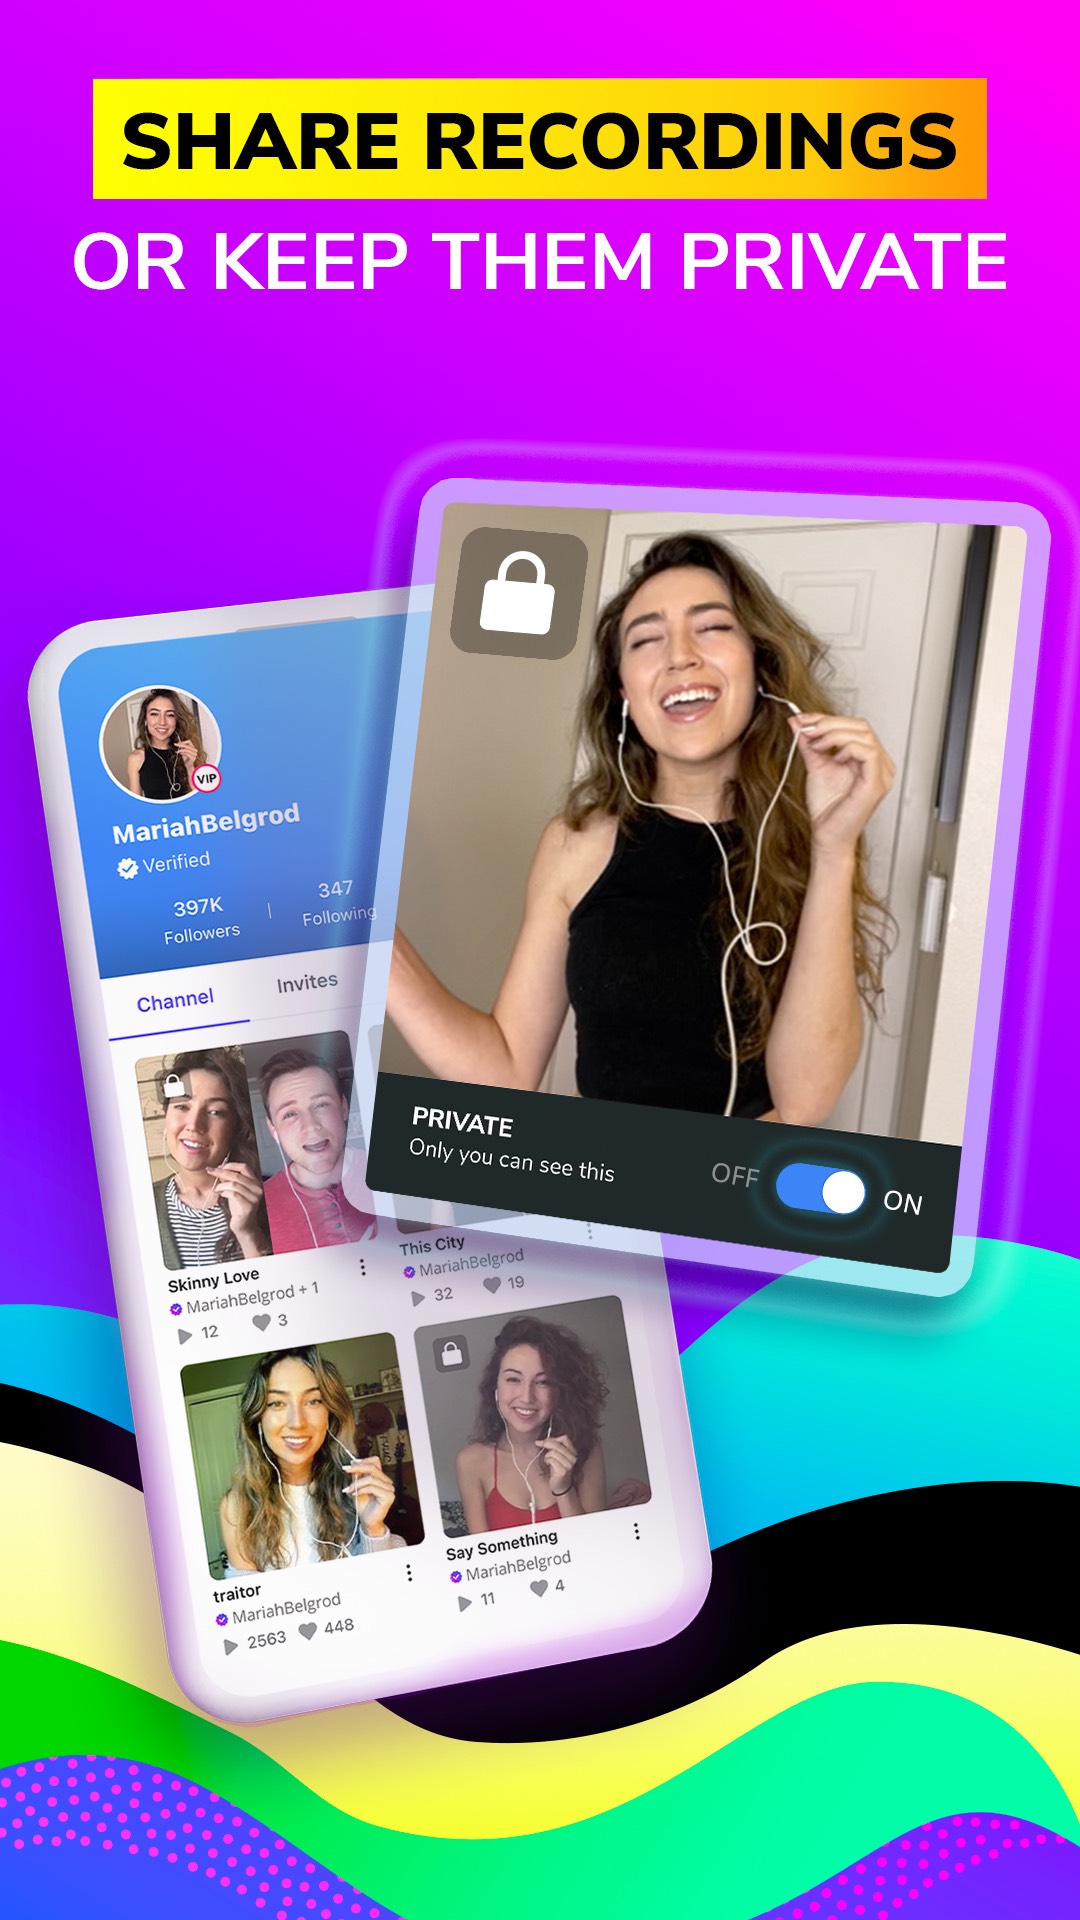 SHARE RECORDINGS
OR KEEP THEM PRIVATE
VIP
MariahBelgrod
Verified
397K
Followers
347
Following
Channel
Invites
PRIVATE
Only you can see this
OFF
ON
Skinny Love
MariahBelgrod + 1
12
3
This City
MariahBelgrod
32
19
traitor
MariahBelgrod
2563
448
Say Something
MariahBelgrod
11
4